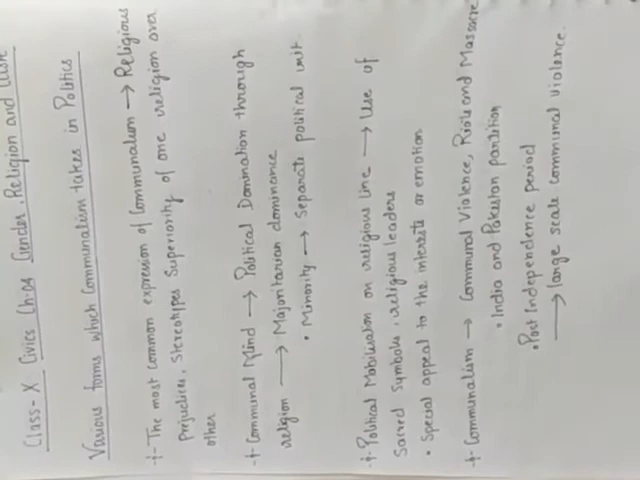 Class- X Civics Ch:04 Gender, Religion and
Various forms which Communalism takes in Politics
The most common expression of Communalism → Religious
Prejudices, Stereotypes Superiority of one religion over
other
Communal Mind → Political Domination through
religion → Majoritarian dominance
• Minority → Separate political unit.
Political Mobilisation on religious line → Use of
Sacred Symbols, religious leaders
• Special appeal to the interests or emotion
Communalism → Communal Violence, Riots and Massacre
• India and Pakistan partition
• Post Independence period
→ large scale communal violence.